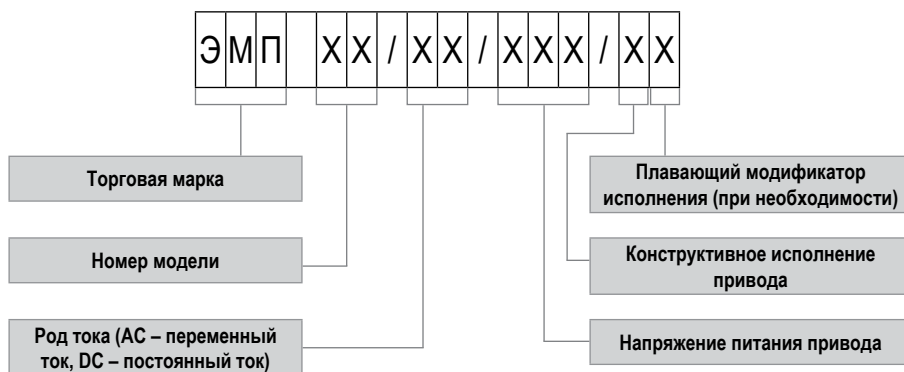 ЭМП ХХ/ХХ/ХХХ/ХХ
Торговая марка
Номер модели
Род тока (AC – переменный
ток, DC – постоянный ток)
Плавающий модификатор
исполнения (при необходимости)
Конструктивное исполнение
привода
Напряжение питания привода